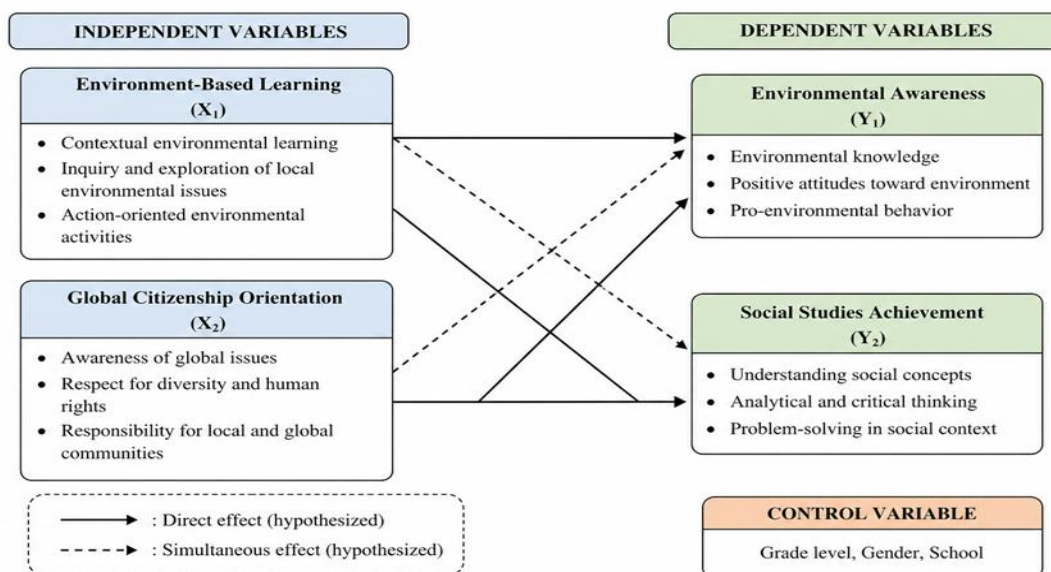 INDEPENDENT VARIABLES
Environment-Based Learning
(X₁)
• Contextual environmental learning
• Inquiry and exploration of local
environmental issues
• Action-oriented environmental
activities
Global Citizenship Orientation
(X₂)
• Awareness of global issues
• Respect for diversity and human
rights
• Responsibility for local and global
communities
: Direct effect (hypothesized)
: Simultaneous effect (hypothesized)
DEPENDENT VARIABLES
Environmental Awareness
(Y₁)
• Environmental knowledge
• Positive attitudes toward environment
• Pro-environmental behavior
Social Studies Achievement
(Y₂)
• Understanding social concepts
• Analytical and critical thinking
• Problem-solving in social context
CONTROL VARIABLE
Grade level, Gender, School